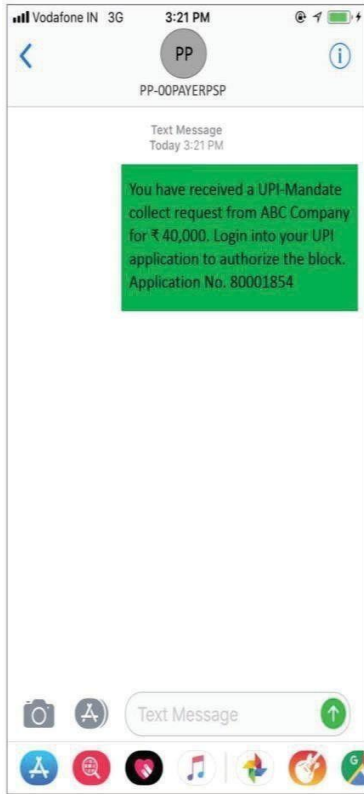 Vodafone IN 3G 3:21 PM
PP
PP-OOPAYERPSP
Text Message
Today 3:21 PM
You have received a UPI-Mandate
collect request from ABC Company
for ₹ 40,000. Login into your UPI
application to authorize the block.
Application No. 80001854
Text Message